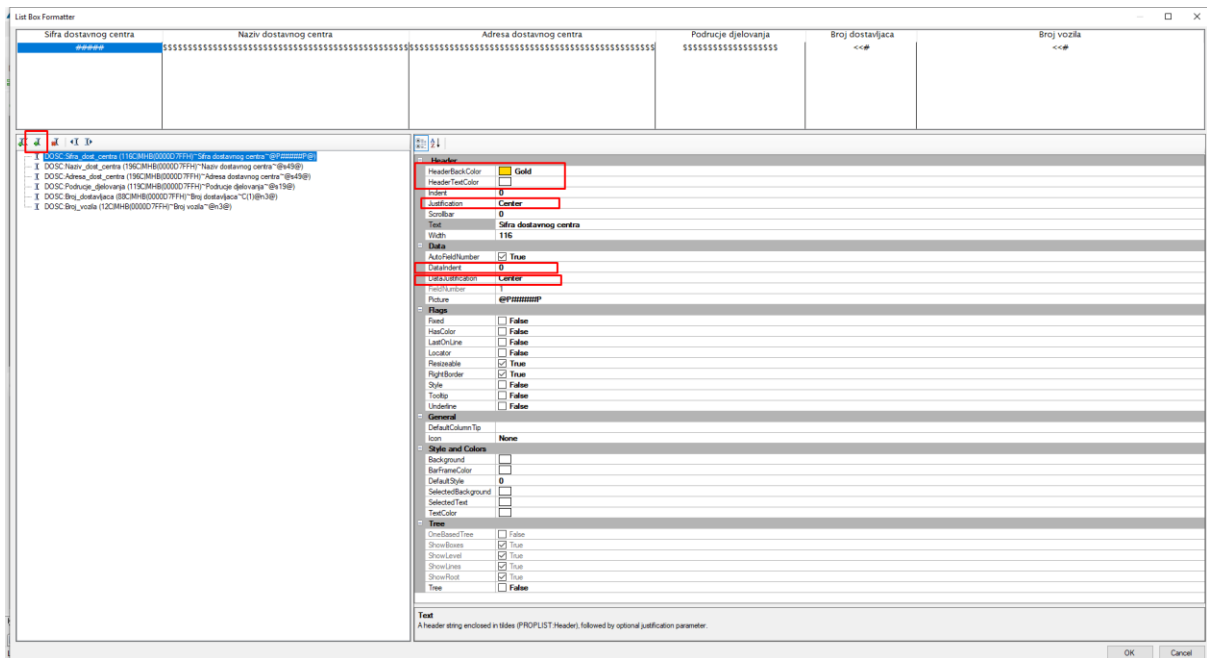 List Box Formatter
Sifra dostavnog centra Naziv dostavnog centra Adresa dostavnog centra Podrucje djelovanja Broj dostavljaca Broj vozila
##### $$$$$$$$$$$$$$$$$$$$$$$$$$$$$$$$$$$$$$$$$$$$$$$$$ $$$$$$$$$$$$$$$$$$$$$$$$$$$$$$$$$$$$$$$$$$$$$$$$$ $$$$$$$$$$$$$$$$$$$ <<# <<#
DOSC:Sifra_dost_centra (116C|MHB(0000D7FFH)~Sifra dostavnog centra~@P#####P@)
DOSC:Naziv_dost_centra (196C|MHB(0000D7FFH)~Naziv dostavnog centra~@s49@)
DOSC:Adresa_dost_centra (196C|MHB(0000D7FFH)~Adresa dostavnog centra~@s49@)
DOSC:Podrucje_djelovanja (119C|MHB(0000D7FFH)~Podrucje djelovanja~@s19@)
DOSC:Broj_dostavljaca (88C|MHB(0000D7FFH)~Broj dostavljaca~C(1)@n3@)
DOSC:Broj_vozila (12C|MHB(0000D7FFH)~Broj vozila~@n3@)
Header
HeaderBackColor Gold
HeaderTextColor
Indent 0
Justification Center
Scrollbar 0
Text Sifra dostavnog centra
Width 116
Data
AutoFieldNumber True
DataIndent 0
DataJustification Center
FieldNumber 1
Picture @P#####P
Flags
Fixed False
HasColor False
LastOnLine False
Locator False
Resizeable True
RightBorder True
Style False
Tooltip False
Underline False
General
DefaultColumnTip
Icon None
Style and Colors
Background
BarFrameColor
DefaultStyle 0
SelectedBackground
SelectedText
TextColor
Tree
OneBasedTree False
ShowBoxes True
ShowLevel True
ShowLines True
ShowRoot True
Tree False
Text
A header string enclosed in tildes (PROPLIST:Header), followed by optional justification parameter.
OK Cancel